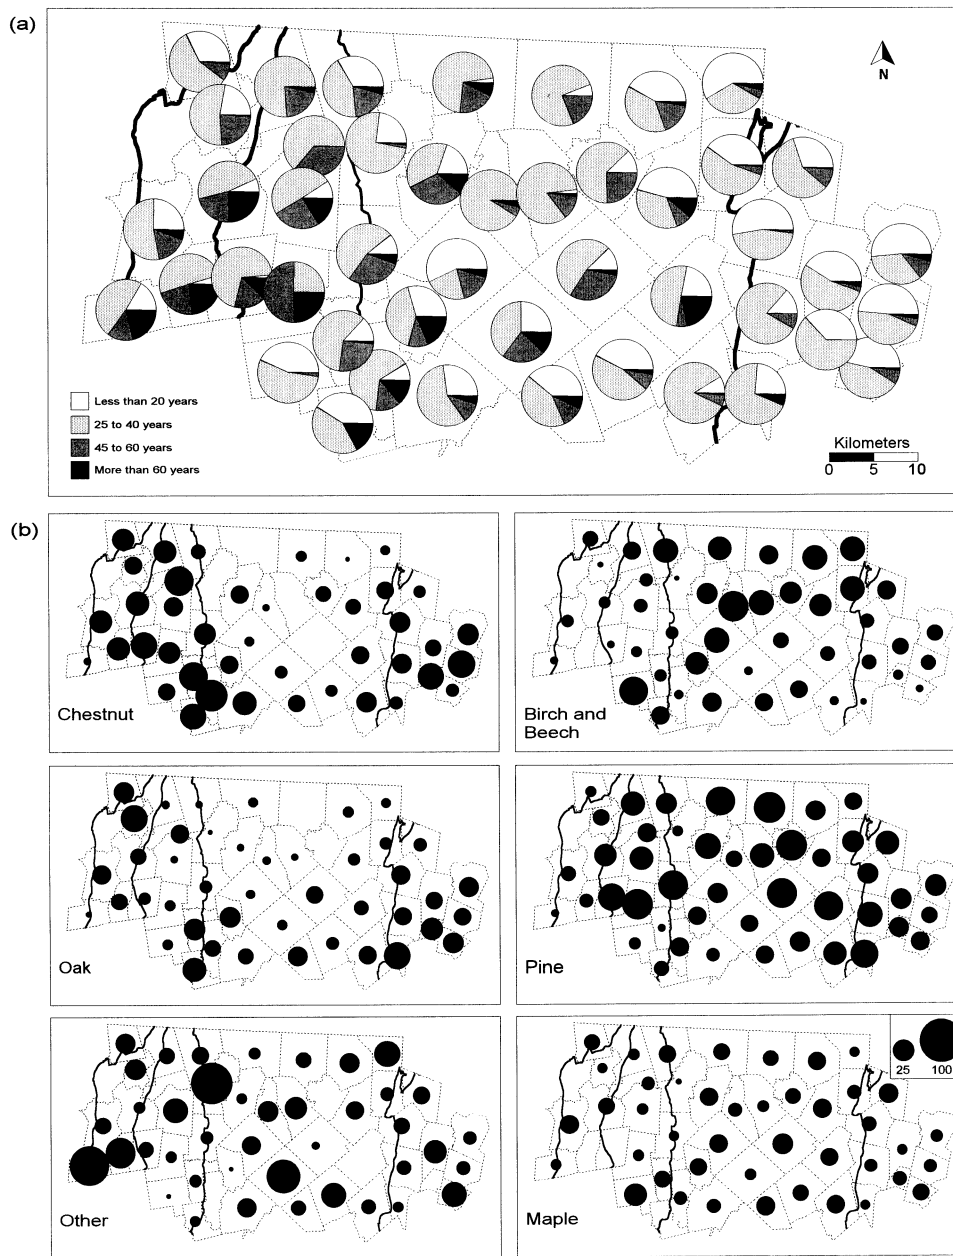 (a)
N
Less than 20 years
25 to 40 years
45 to 60 years
More than 60 years
Kilometers
0 5 10
(b)
Chestnut
Birch and
Beech
Oak
Pine
Other
25 100
Maple